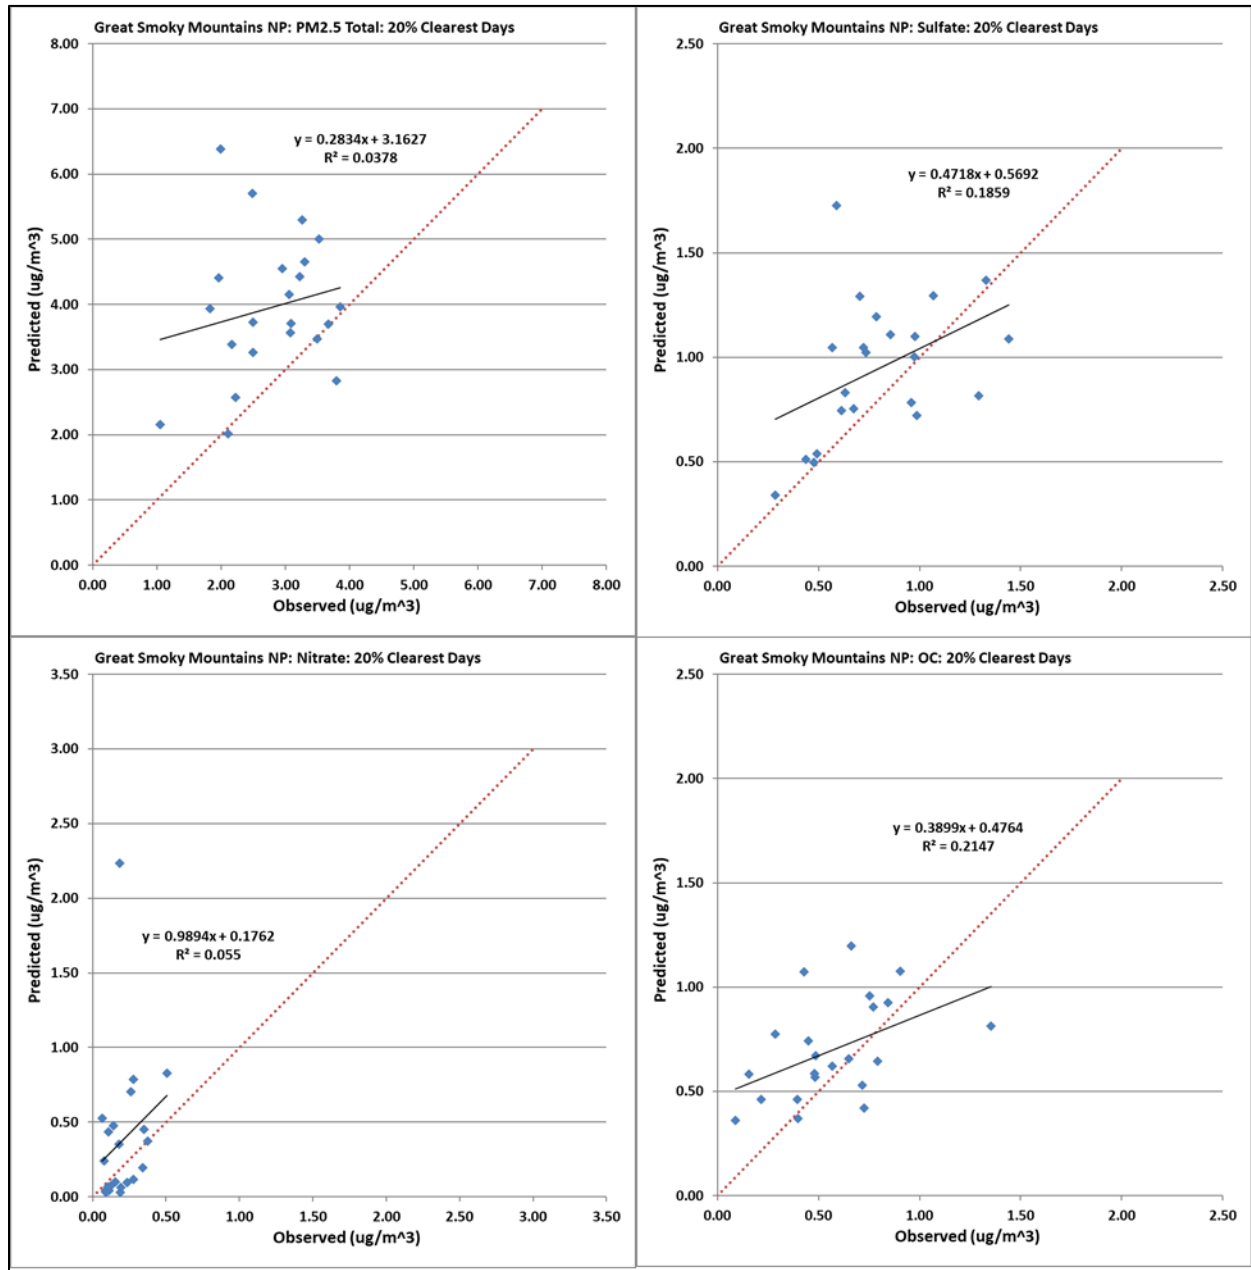 Great Smoky Mountains NP: PM2.5 Total: 20% Clearest Days
8.00
7.00
6.00
5.00
4.00
3.00
2.00
1.00
0.00
Predicted (ug/m^3)
y = 0.2834x + 3.1627
R² = 0.0378
0.00 1.00 2.00 3.00 4.00 5.00 6.00 7.00 8.00
Observed (ug/m^3)
Great Smoky Mountains NP: Sulfate: 20% Clearest Days
2.50
2.00
1.50
1.00
0.50
0.00
Predicted (ug/m^3)
y = 0.4718x + 0.5692
R² = 0.1859
0.00 0.50 1.00 1.50 2.00 2.50
Observed (ug/m^3)
Great Smoky Mountains NP: Nitrate: 20% Clearest Days
3.50
3.00
2.50
2.00
1.50
1.00
0.50
0.00
Predicted (ug/m^3)
y = 0.9894x + 0.1762
R² = 0.055
0.00 0.50 1.00 1.50 2.00 2.50 3.00 3.50
Observed (ug/m^3)
Great Smoky Mountains NP: OC: 20% Clearest Days
2.50
2.00
1.50
1.00
0.50
0.00
Predicted (ug/m^3)
y = 0.3899x + 0.4764
R² = 0.2147
0.00 0.50 1.00 1.50 2.00 2.50
Observed (ug/m^3)